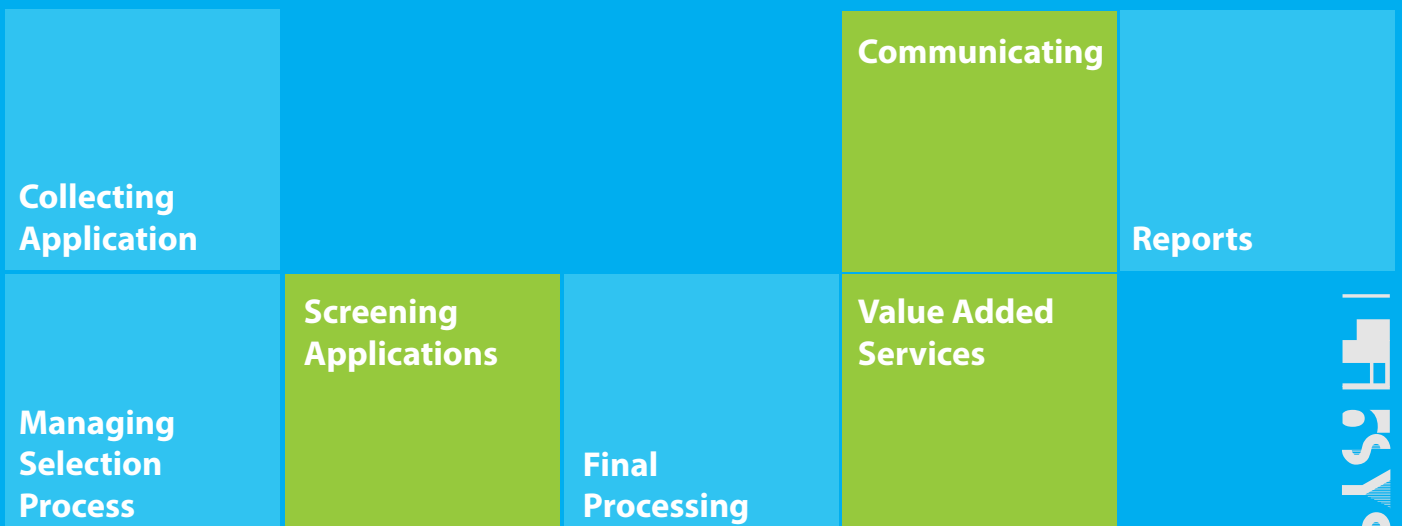 Communicating
Collecting
Application
Reports
Screening
Applications
Value Added
Services
Managing
Selection
Process
Final
Processing